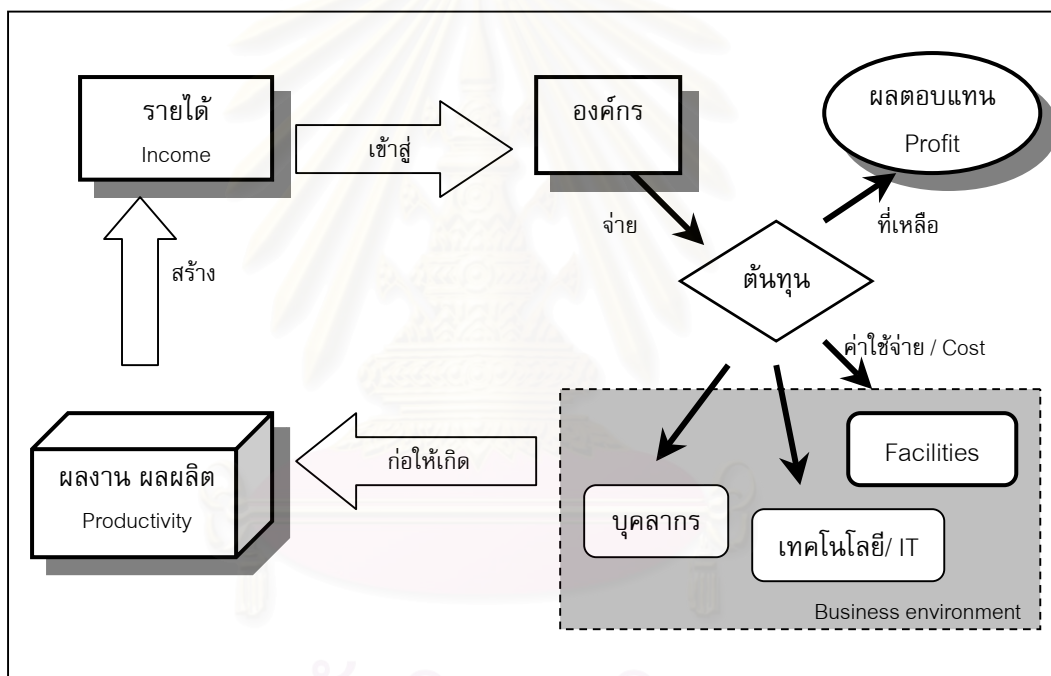 รายได้
Income
เข้าสู่
องค์กร
ผลตอบแทน
Profit
จ่าย
ที่เหลือ
สร้าง
ต้นทุน
ค่าใช้จ่าย / Cost
ผลงาน ผลผลิต
Productivity
ก่อให้เกิด
Facilities
บุคลากร
เทคโนโลยี/ IT
Business environment